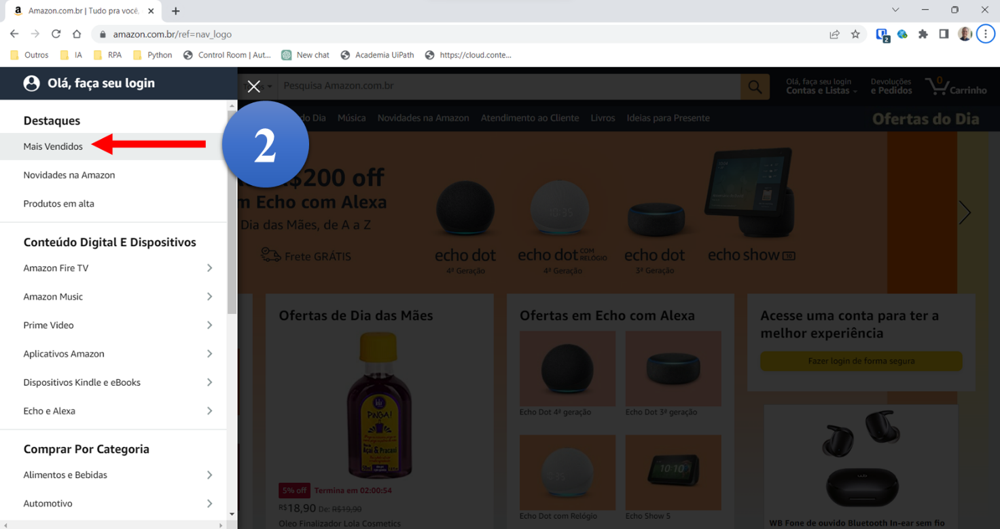 Amazon.com.br | Tudo pra você,
amazon.com.br/ref=nav_logo
2
Outros
IA
RPA
Python
Control Room | Aut...
New chat
Academia UiPath
https://cloud.conte...
Olá, faça seu login
Pesquisa Amazon.com.br
Olá, faça seu login
Contas e Listas
Devoluções
e Pedidos
0
Carrinho
do Dia
Música
Novidades na Amazon
Atendimento ao Cliente
Livros
Ideias para Presente
Ofertas do Dia
Destaques
Mais Vendidos
2
Novidades na Amazon
Produtos em alta
$200 off
Echo com Alexa
Dia das Mães, de A a Z
Frete GRÁTIS
echo dot
4ª Geração
echo dot COM RELÓGIO
4ª Geração
echo dot
3ª Geração
echo show 10
Conteúdo Digital E Dispositivos
Amazon Fire TV
Amazon Music
Prime Video
Aplicativos Amazon
Dispositivos Kindle e eBooks
Echo e Alexa
Comprar Por Categoria
Alimentos e Bebidas
Automotivo
Ofertas de Dia das Mães
PINGA!
Açaí & Pracaxi
5% off
Termina em 02:00:54
R$18,90 De: R$19,90
Óleo Finalizador Lola Cosmetics
Ofertas em Echo com Alexa
Echo Dot 4ª geração
Echo Dot 3ª geração
10:10
Echo Dot com Relógio
Echo Show 5
Acesse uma conta para ter a
melhor experiência
Fazer login de forma segura
WB Fone de ouvido Bluetooth In-ear sem fio